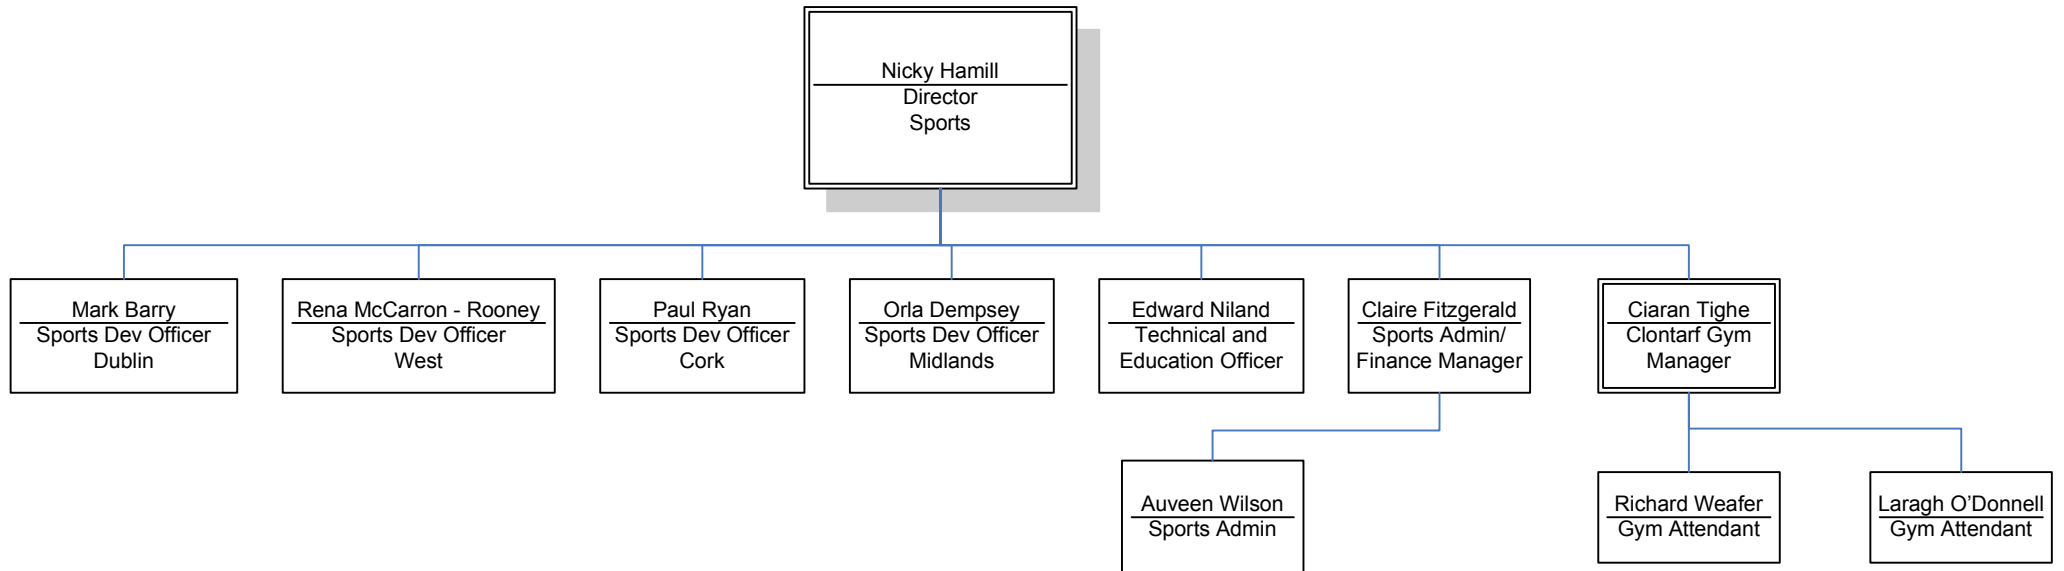 Nicky Hamill
Director
Sports
Mark Barry
Sports Dev Officer
Dublin
Rena McCarron - Rooney
Sports Dev Officer
West
Paul Ryan
Sports Dev Officer
Cork
Orla Dempsey
Sports Dev Officer
Midlands
Edward Niland
Technical and
Education Officer
Claire Fitzgerald
Sports Admin/
Finance Manager
Ciaran Tighe
Clontarf Gym
Manager
Auveen Wilson
Sports Admin
Richard Weafer
Gym Attendant
Laragh O’Donnell
Gym Attendant